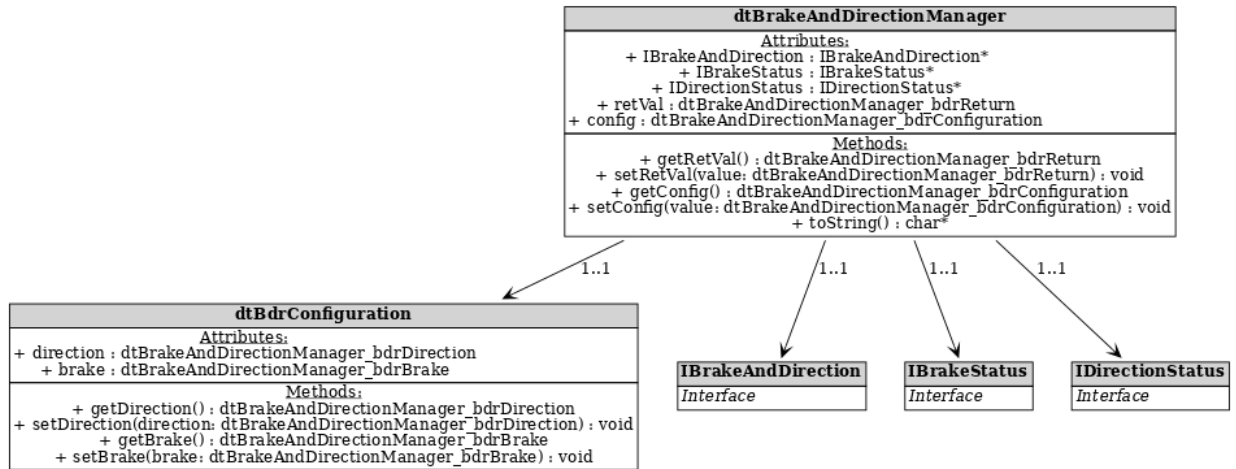 dtBrakeAndDirectionManager
Attributes:
+ IBrakeAndDirection : IBrakeAndDirection*
+ IBrakeStatus : IBrakeStatus*
+ IDirectionStatus : IDirectionStatus*
+ retVal : dtBrakeAndDirectionManager_bdrReturn
+ config : dtBrakeAndDirectionManager_bdrConfiguration
Methods:
+ getRetVal() : dtBrakeAndDirectionManager_bdrReturn
+ setRetVal(value: dtBrakeAndDirectionManager_bdrReturn) : void
+ getConfig() : dtBrakeAndDirectionManager_bdrConfiguration
+ setConfig(value: dtBrakeAndDirectionManager_bdrConfiguration) : void
+ toString() : char*
1..1
1..1
1..1
1..1
dtBdrConfiguration
Attributes:
+ direction : dtBrakeAndDirectionManager_bdrDirection
+ brake : dtBrakeAndDirectionManager_bdrBrake
Methods:
+ getDirection() : dtBrakeAndDirectionManager_bdrDirection
+ setDirection(direction: dtBrakeAndDirectionManager_bdrDirection) : void
+ getBrake() : dtBrakeAndDirectionManager_bdrBrake
+ setBrake(brake: dtBrakeAndDirectionManager_bdrBrake) : void
IBrakeAndDirection
Interface
IBrakeStatus
Interface
IDirectionStatus
Interface